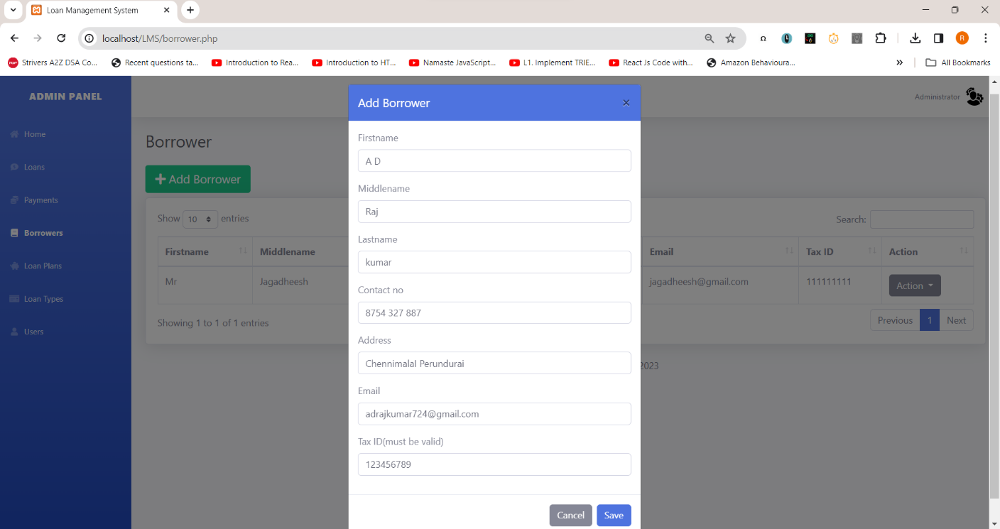 Loan Management System
localhost/LMS/borrower.php
Strivers A2Z DSA Co...
Recent questions ta...
Introduction to Rea...
Introduction to HT...
Namaste JavaScript...
L1. Implement TRIE...
React Js Code with...
Amazon Behavioura...
All Bookmarks
ADMIN PANEL
Home
Loans
Payments
Borrowers
Loan Plans
Loan Types
Users
Administrator
Borrower
Add Borrower
Show 10 entries
Search:
Firstname Middlename Email Tax ID Action
Mr Jagadheesh jagadheesh@gmail.com 111111111 Action
Showing 1 to 1 of 1 entries
Previous 1 Next
2023
Add Borrower
Firstname
A D
Middlename
Raj
Lastname
kumar
Contact no
8754 327 887
Address
ChennimalaI Perundurai
Email
adrajkumar724@gmail.com
Tax ID(must be valid)
123456789
Cancel Save